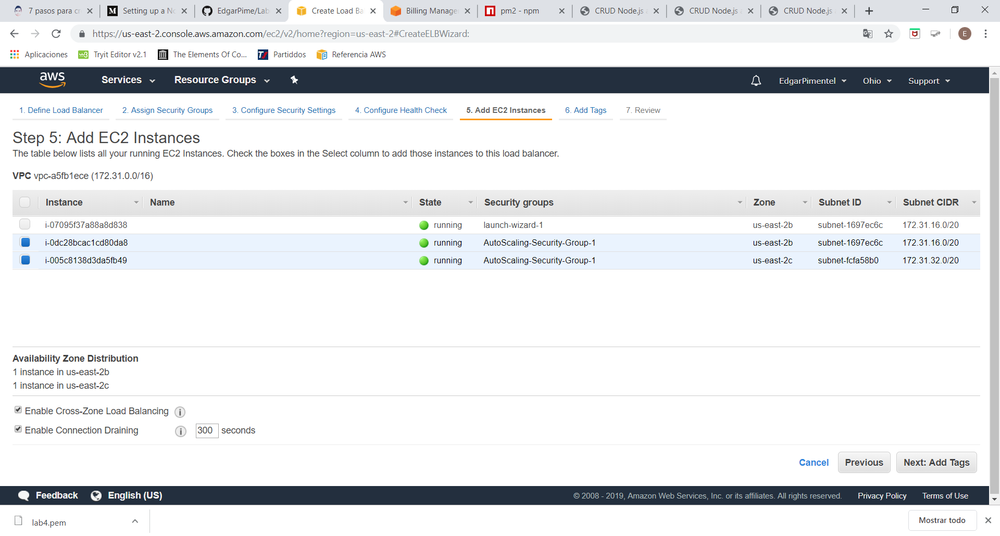 7 pasos para cr
Setting up a No
EdgarPime/Lab
Create Load Ba
Billing Manage
pm2 - npm
CRUD Node.js
CRUD Node.js
CRUD Node.js
https://us-east-2.console.aws.amazon.com/ec2/v2/home?region=us-east-2#CreateELBWizard:
E
Aplicaciones
Tryit Editor v2.1
The Elements Of Co...
Partiddos
Referencia AWS
aws
Services
Resource Groups
EdgarPimentel
Ohio
Support
1. Define Load Balancer
2. Assign Security Groups
3. Configure Security Settings
4. Configure Health Check
5. Add EC2 Instances
6. Add Tags
7. Review
Step 5: Add EC2 Instances
The table below lists all your running EC2 Instances. Check the boxes in the Select column to add those instances to this load balancer.
VPC vpc-a5fb1ece (172.31.0.0/16)
Instance Name State Security groups Zone Subnet ID Subnet CIDR
i-07095f37a88a8d838 running launch-wizard-1 us-east-2b subnet-1697ec6c 172.31.16.0/20
i-0dc28bcac1cd80da8 running AutoScaling-Security-Group-1 us-east-2b subnet-1697ec6c 172.31.16.0/20
i-005c8138d3da5fb49 running AutoScaling-Security-Group-1 us-east-2c subnet-fcfa58b0 172.31.32.0/20
Availability Zone Distribution
1 instance in us-east-2b
1 instance in us-east-2c
Enable Cross-Zone Load Balancing
Enable Connection Draining 300 seconds
Cancel
Previous
Next: Add Tags
Feedback
English (US)
© 2008 - 2019, Amazon Web Services, Inc. or its affiliates. All rights reserved.
Privacy Policy
Terms of Use
lab4.pem
Mostrar todo